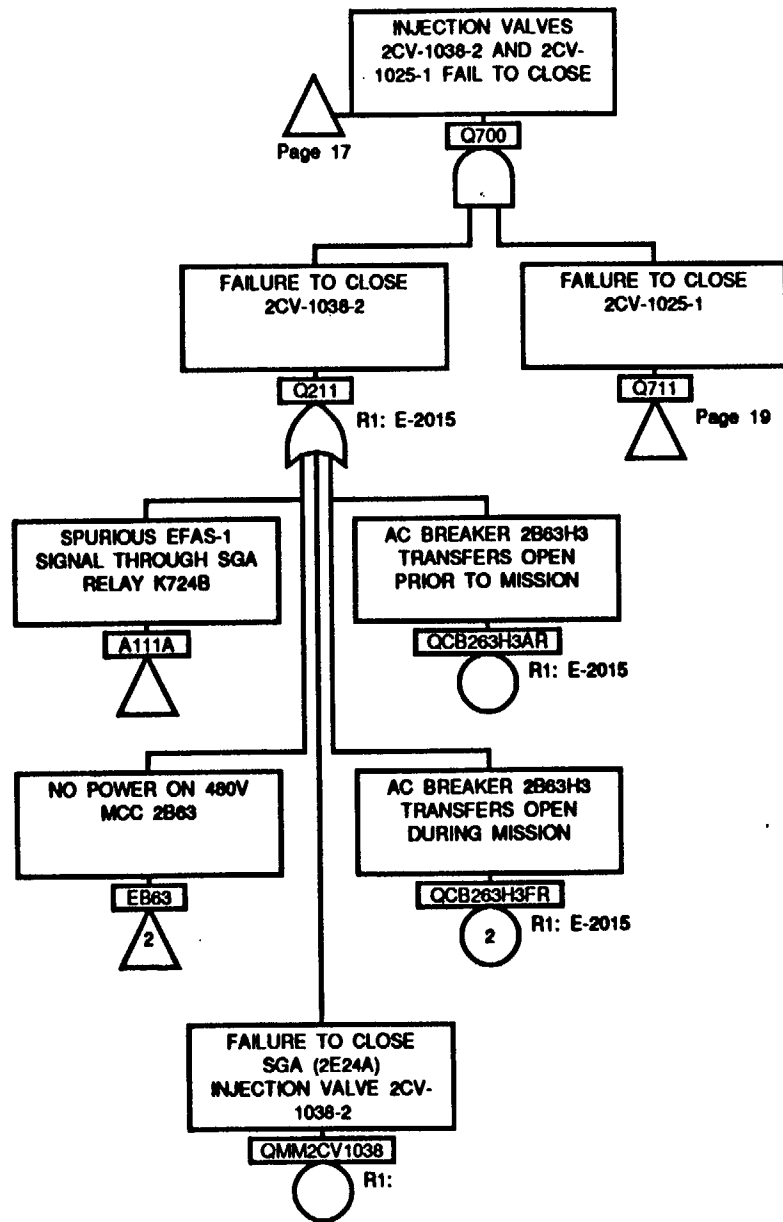 INJECTION VALVES
2CV-1038-2 AND 2CV-
1025-1 FAIL TO CLOSE
Page 17
Q700
FAILURE TO CLOSE
2CV-1038-2
Q211
R1: E-2015
FAILURE TO CLOSE
2CV-1025-1
Q711
Page 19
SPURIOUS EFAS-1
SIGNAL THROUGH SGA
RELAY K724B
A111A
AC BREAKER 2B63H3
TRANSFERS OPEN
PRIOR TO MISSION
QCB263H3AR
R1: E-2015
NO POWER ON 480V
MCC 2B63
EB63
2
AC BREAKER 2B63H3
TRANSFERS OPEN
DURING MISSION
QCB263H3FR
2
R1: E-2015
FAILURE TO CLOSE
SGA (2E24A)
INJECTION VALVE 2CV-
1038-2
QMM2CV1038
R1: